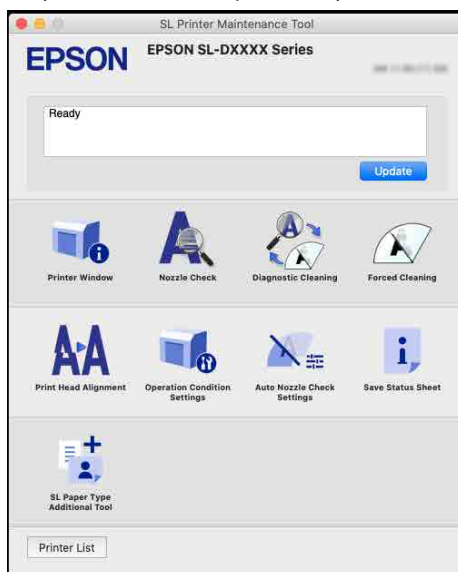 SL Printer Maintenance Tool
EPSON
EPSON SL-DXXXX Series
Ready
Update
Printer Window
Nozzle Check
Diagnostic Cleaning
Forced Cleaning
Print Head Alignment
Operation Condition
Settings
Auto Nozzle Check
Settings
Save Status Sheet
SL Paper Type
Additional Tool
Printer List